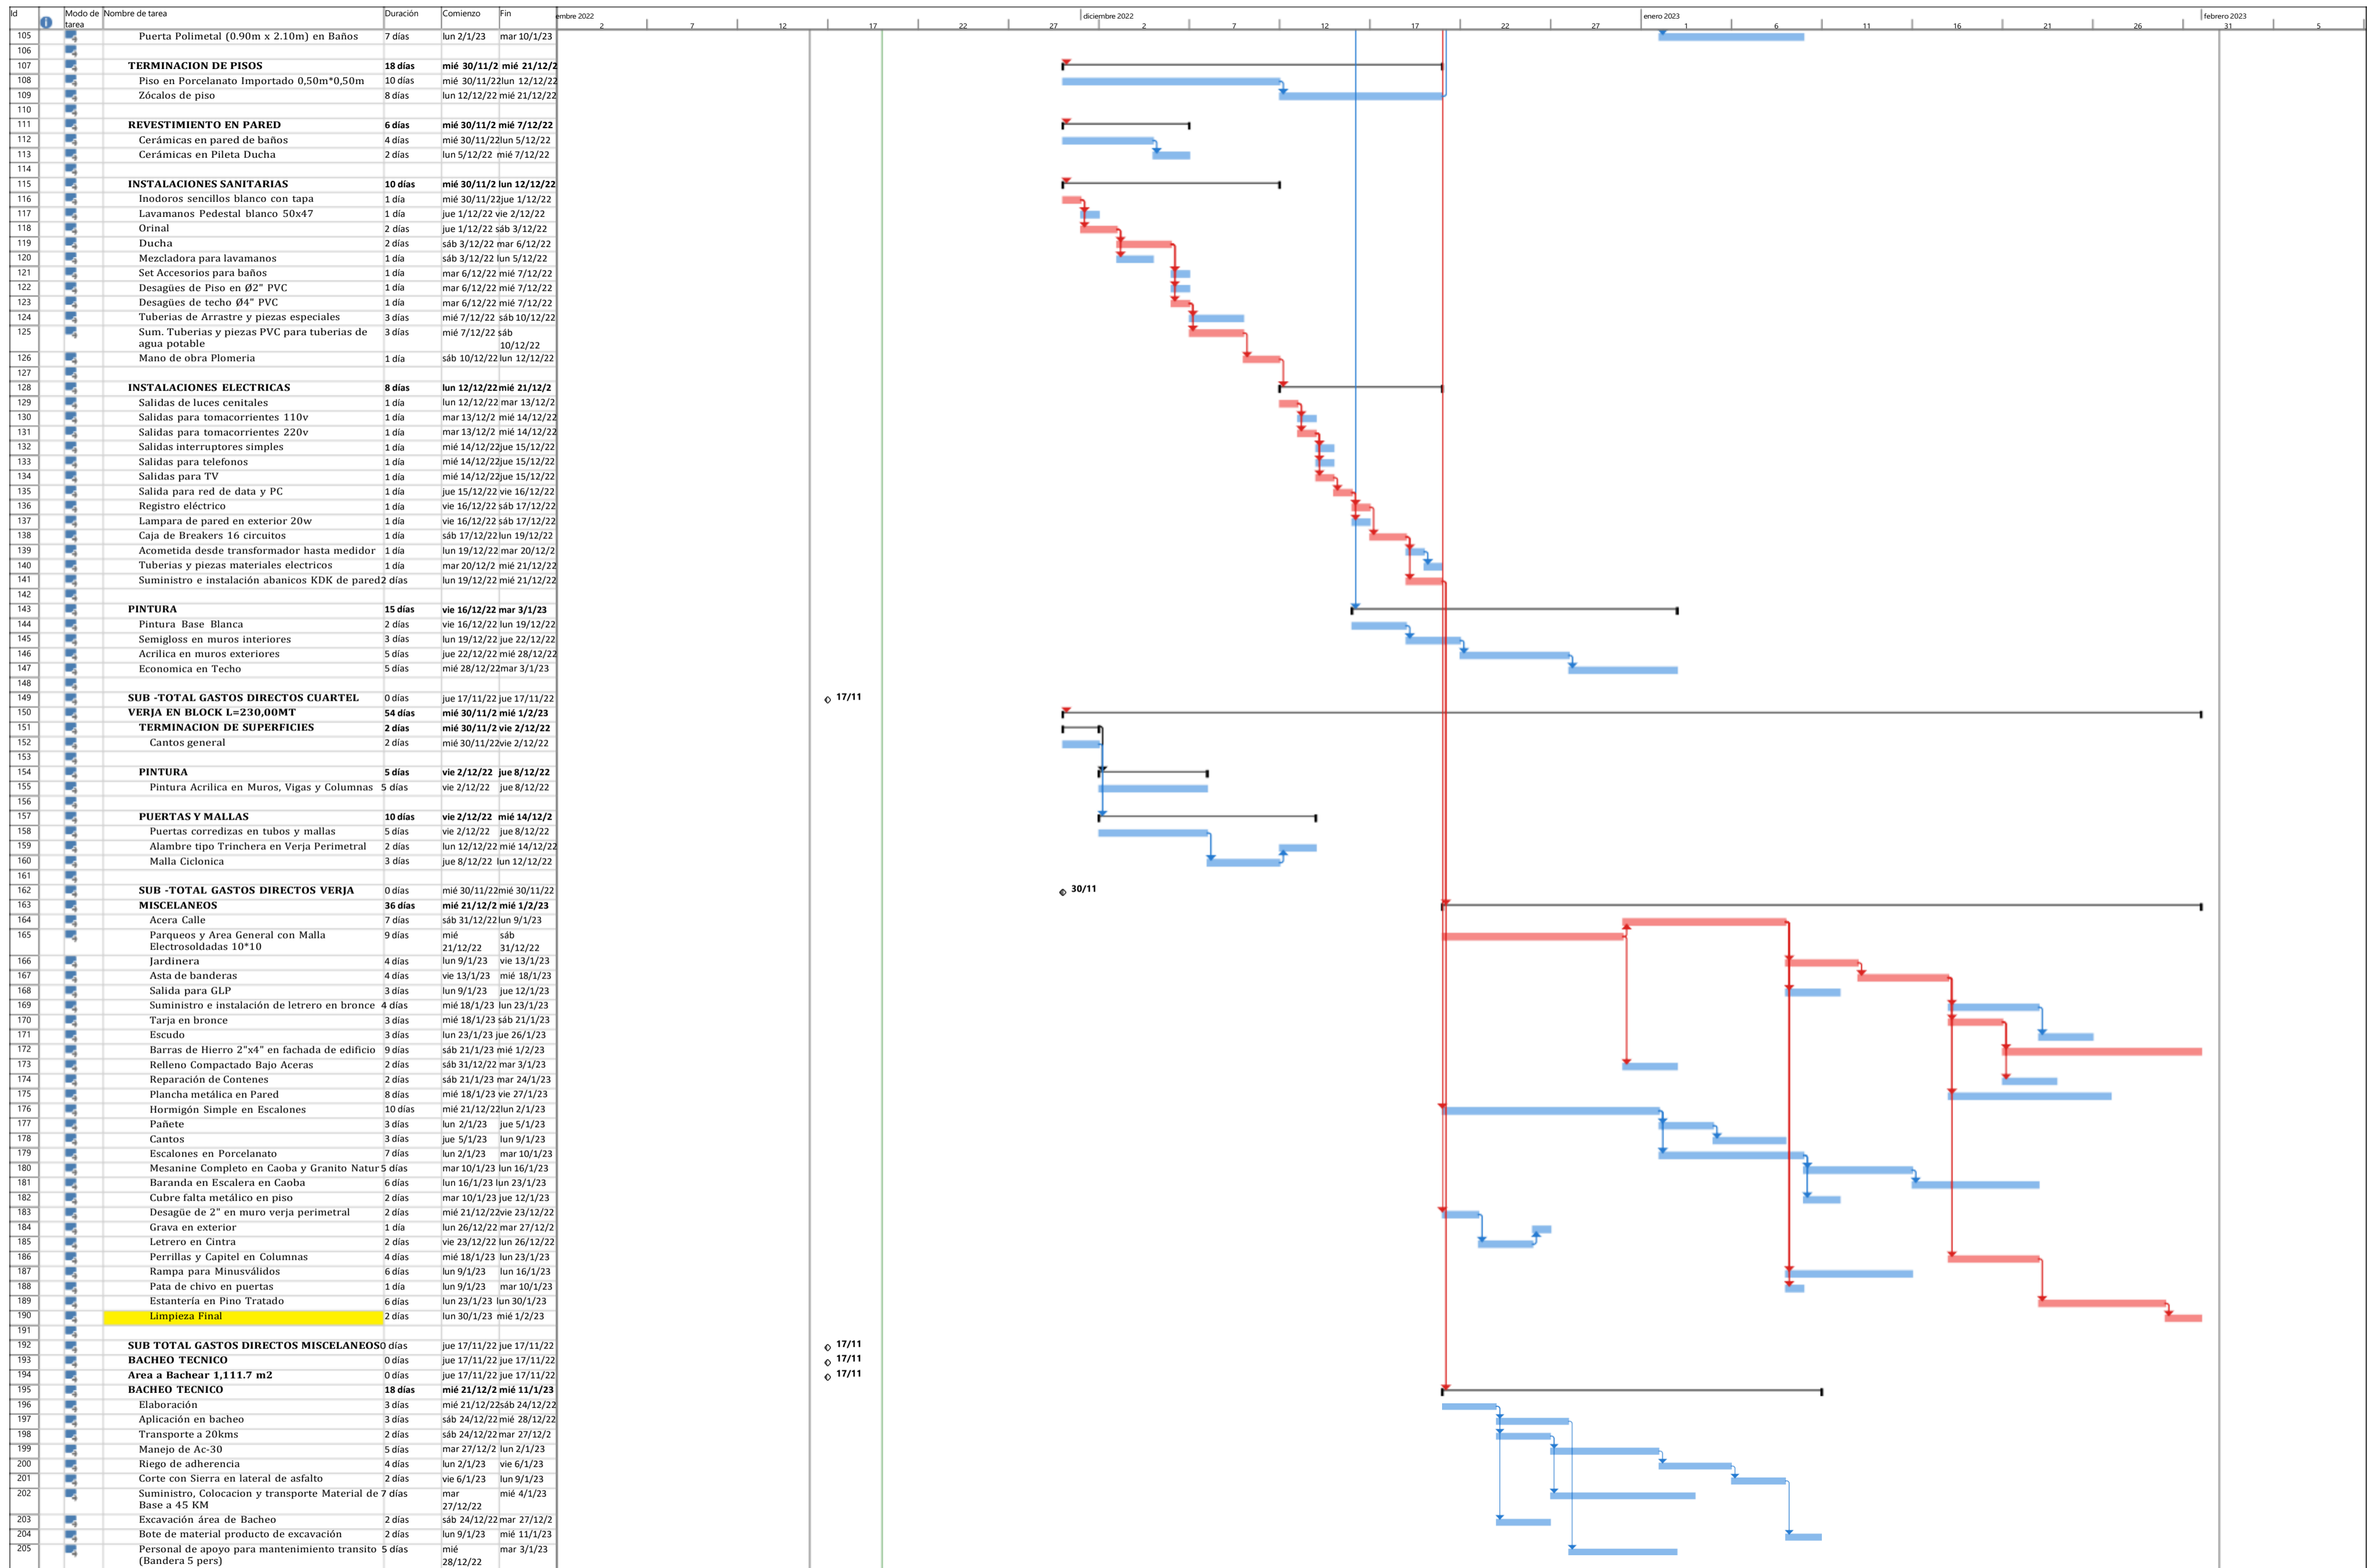 Id Modo de tarea Nombre de tarea Duración Comienzo Fin
embre 2022 diciembre 2022 enero 2023 febrero 2023
2 7 12 17 22 27 2 7 12 17 22 27 1 6 11 16 21 26 31 5
105 Puerta Polimetal (0.90m x 2.10m) en Baños 7 días lun 2/1/23 mar 10/1/23
106
107 TERMINACION DE PISOS 18 días mié 30/11/2 mié 21/12/2
108 Piso en Porcelanato Importado 0,50m*0,50m 10 días mié 30/11/22 lun 12/12/22
109 Zócalos de piso 8 días lun 12/12/22 mié 21/12/22
110
111 REVESTIMIENTO EN PARED 6 días mié 30/11/2 mié 7/12/22
112 Cerámicas en pared de baños 4 días mié 30/11/22 lun 5/12/22
113 Cerámicas en Pileta Ducha 2 días lun 5/12/22 mié 7/12/22
114
115 INSTALACIONES SANITARIAS 10 días mié 30/11/2 lun 12/12/22
116 Inodoros sencillos blanco con tapa 1 día mié 30/11/22 jue 1/12/22
117 Lavamanos Pedestal blanco 50x47 1 día jue 1/12/22 vie 2/12/22
118 Orinal 2 días jue 1/12/22 sáb 3/12/22
119 Ducha 2 días sáb 3/12/22 mar 6/12/22
120 Mezcladora para lavamanos 1 día sáb 3/12/22 lun 5/12/22
121 Set Accesorios para baños 1 día mar 6/12/22 mié 7/12/22
122 Desagües de Piso en Ø2" PVC 1 día mar 6/12/22 mié 7/12/22
123 Desagües de techo Ø4" PVC 1 día mar 6/12/22 mié 7/12/22
124 Tuberias de Arrastre y piezas especiales 3 días mié 7/12/22 sáb 10/12/22
125 Sum. Tuberias y piezas PVC para tuberias de 3 días mié 7/12/22 sáb
agua potable 10/12/22
126 Mano de obra Plomeria 1 día sáb 10/12/22 lun 12/12/22
127
128 INSTALACIONES ELECTRICAS 8 días lun 12/12/22 mié 21/12/2
129 Salidas de luces cenitales 1 día lun 12/12/22 mar 13/12/2
130 Salidas para tomacorrientes 110v 1 día mar 13/12/2 mié 14/12/22
131 Salidas para tomacorrientes 220v 1 día mar 13/12/2 mié 14/12/22
132 Salidas interruptores simples 1 día mié 14/12/22 jue 15/12/22
133 Salidas para telefonos 1 día mié 14/12/22 jue 15/12/22
134 Salidas para TV 1 día mié 14/12/22 jue 15/12/22
135 Salida para red de data y PC 1 día jue 15/12/22 vie 16/12/22
136 Registro eléctrico 1 día vie 16/12/22 sáb 17/12/22
137 Lampara de pared en exterior 20w 1 día vie 16/12/22 sáb 17/12/22
138 Caja de Breakers 16 circuitos 1 día sáb 17/12/22 lun 19/12/22
139 Acometida desde transformador hasta medidor 1 día lun 19/12/22 mar 20/12/2
140 Tuberias y piezas materiales electricos 1 día mar 20/12/2 mié 21/12/22
141 Suministro e instalación abanicos KDK de pared 2 días lun 19/12/22 mié 21/12/22
142
143 PINTURA 15 días vie 16/12/22 mar 3/1/23
144 Pintura Base Blanca 2 días vie 16/12/22 lun 19/12/22
145 Semigloss en muros interiores 3 días lun 19/12/22 jue 22/12/22
146 Acrilica en muros exteriores 5 días jue 22/12/22 mié 28/12/22
147 Economica en Techo 5 días mié 28/12/22 mar 3/1/23
148
149 SUB -TOTAL GASTOS DIRECTOS CUARTEL 0 días jue 17/11/22 jue 17/11/22 17/11
150 VERJA EN BLOCK L=230,00MT 54 días mié 30/11/2 mié 1/2/23
151 TERMINACION DE SUPERFICIES 2 días mié 30/11/2 vie 2/12/22
152 Cantos general 2 días mié 30/11/22 vie 2/12/22
153
154 PINTURA 5 días vie 2/12/22 jue 8/12/22
155 Pintura Acrilica en Muros, Vigas y Columnas 5 días vie 2/12/22 jue 8/12/22
156
157 PUERTAS Y MALLAS 10 días vie 2/12/22 mié 14/12/2
158 Puertas corredizas en tubos y mallas 5 días vie 2/12/22 jue 8/12/22
159 Alambre tipo Trinchera en Verja Perimetral 2 días lun 12/12/22 mié 14/12/22
160 Malla Ciclonica 3 días jue 8/12/22 lun 12/12/22
161
162 SUB -TOTAL GASTOS DIRECTOS VERJA 0 días mié 30/11/22 mié 30/11/22 30/11
163 MISCELANEOS 36 días mié 21/12/2 mié 1/2/23
164 Acera Calle 7 días sáb 31/12/22 lun 9/1/23
165 Parqueos y Area General con Malla 9 días mié sáb
Electrosoldadas 10*10 21/12/22 31/12/22
166 Jardinera 4 días lun 9/1/23 vie 13/1/23
167 Asta de banderas 4 días vie 13/1/23 mié 18/1/23
168 Salida para GLP 3 días lun 9/1/23 jue 12/1/23
169 Suministro e instalación de letrero en bronce 4 días mié 18/1/23 lun 23/1/23
170 Tarja en bronce 3 días mié 18/1/23 sáb 21/1/23
171 Escudo 3 días lun 23/1/23 jue 26/1/23
172 Barras de Hierro 2"x4" en fachada de edificio 9 días sáb 21/1/23 mié 1/2/23
173 Relleno Compactado Bajo Aceras 2 días sáb 31/12/22 mar 3/1/23
174 Reparación de Contenes 2 días sáb 21/1/23 mar 24/1/23
175 Plancha metálica en Pared 8 días mié 18/1/23 vie 27/1/23
176 Hormigón Simple en Escalones 10 días mié 21/12/22 lun 2/1/23
177 Pañete 3 días lun 2/1/23 jue 5/1/23
178 Cantos 3 días jue 5/1/23 lun 9/1/23
179 Escalones en Porcelanato 7 días lun 2/1/23 mar 10/1/23
180 Mesanine Completo en Caoba y Granito Natur 5 días mar 10/1/23 lun 16/1/23
181 Baranda en Escalera en Caoba 6 días lun 16/1/23 lun 23/1/23
182 Cubre falta metálico en piso 2 días mar 10/1/23 jue 12/1/23
183 Desagüe de 2" en muro verja perimetral 2 días mié 21/12/22 vie 23/12/22
184 Grava en exterior 1 día lun 26/12/22 mar 27/12/2
185 Letrero en Cintra 2 días vie 23/12/22 lun 26/12/22
186 Perrillas y Capitel en Columnas 4 días mié 18/1/23 lun 23/1/23
187 Rampa para Minusválidos 6 días lun 9/1/23 lun 16/1/23
188 Pata de chivo en puertas 1 día lun 9/1/23 mar 10/1/23
189 Estantería en Pino Tratado 6 días lun 23/1/23 lun 30/1/23
190 Limpieza Final 2 días lun 30/1/23 mié 1/2/23
191
192 SUB TOTAL GASTOS DIRECTOS MISCELANEOS 0 días jue 17/11/22 jue 17/11/22 17/11
193 BACHEO TECNICO 0 días jue 17/11/22 jue 17/11/22 17/11
194 Area a Bachear 1,111.7 m2 0 días jue 17/11/22 jue 17/11/22 17/11
195 BACHEO TECNICO 18 días mié 21/12/2 mié 11/1/23
196 Elaboración 3 días mié 21/12/22 sáb 24/12/22
197 Aplicación en bacheo 3 días sáb 24/12/22 mié 28/12/22
198 Transporte a 20kms 2 días sáb 24/12/22 mar 27/12/2
199 Manejo de Ac-30 5 días mar 27/12/2 lun 2/1/23
200 Riego de adherencia 4 días lun 2/1/23 vie 6/1/23
201 Corte con Sierra en lateral de asfalto 2 días vie 6/1/23 lun 9/1/23
202 Suministro, Colocacion y transporte Material de 7 días mar mié 4/1/23
Base a 45 KM 27/12/22
203 Excavación área de Bacheo 2 días sáb 24/12/22 mar 27/12/2
204 Bote de material producto de excavación 2 días lun 9/1/23 mié 11/1/23
205 Personal de apoyo para mantenimiento transito 5 días mié mar 3/1/23
(Bandera 5 pers) 28/12/22